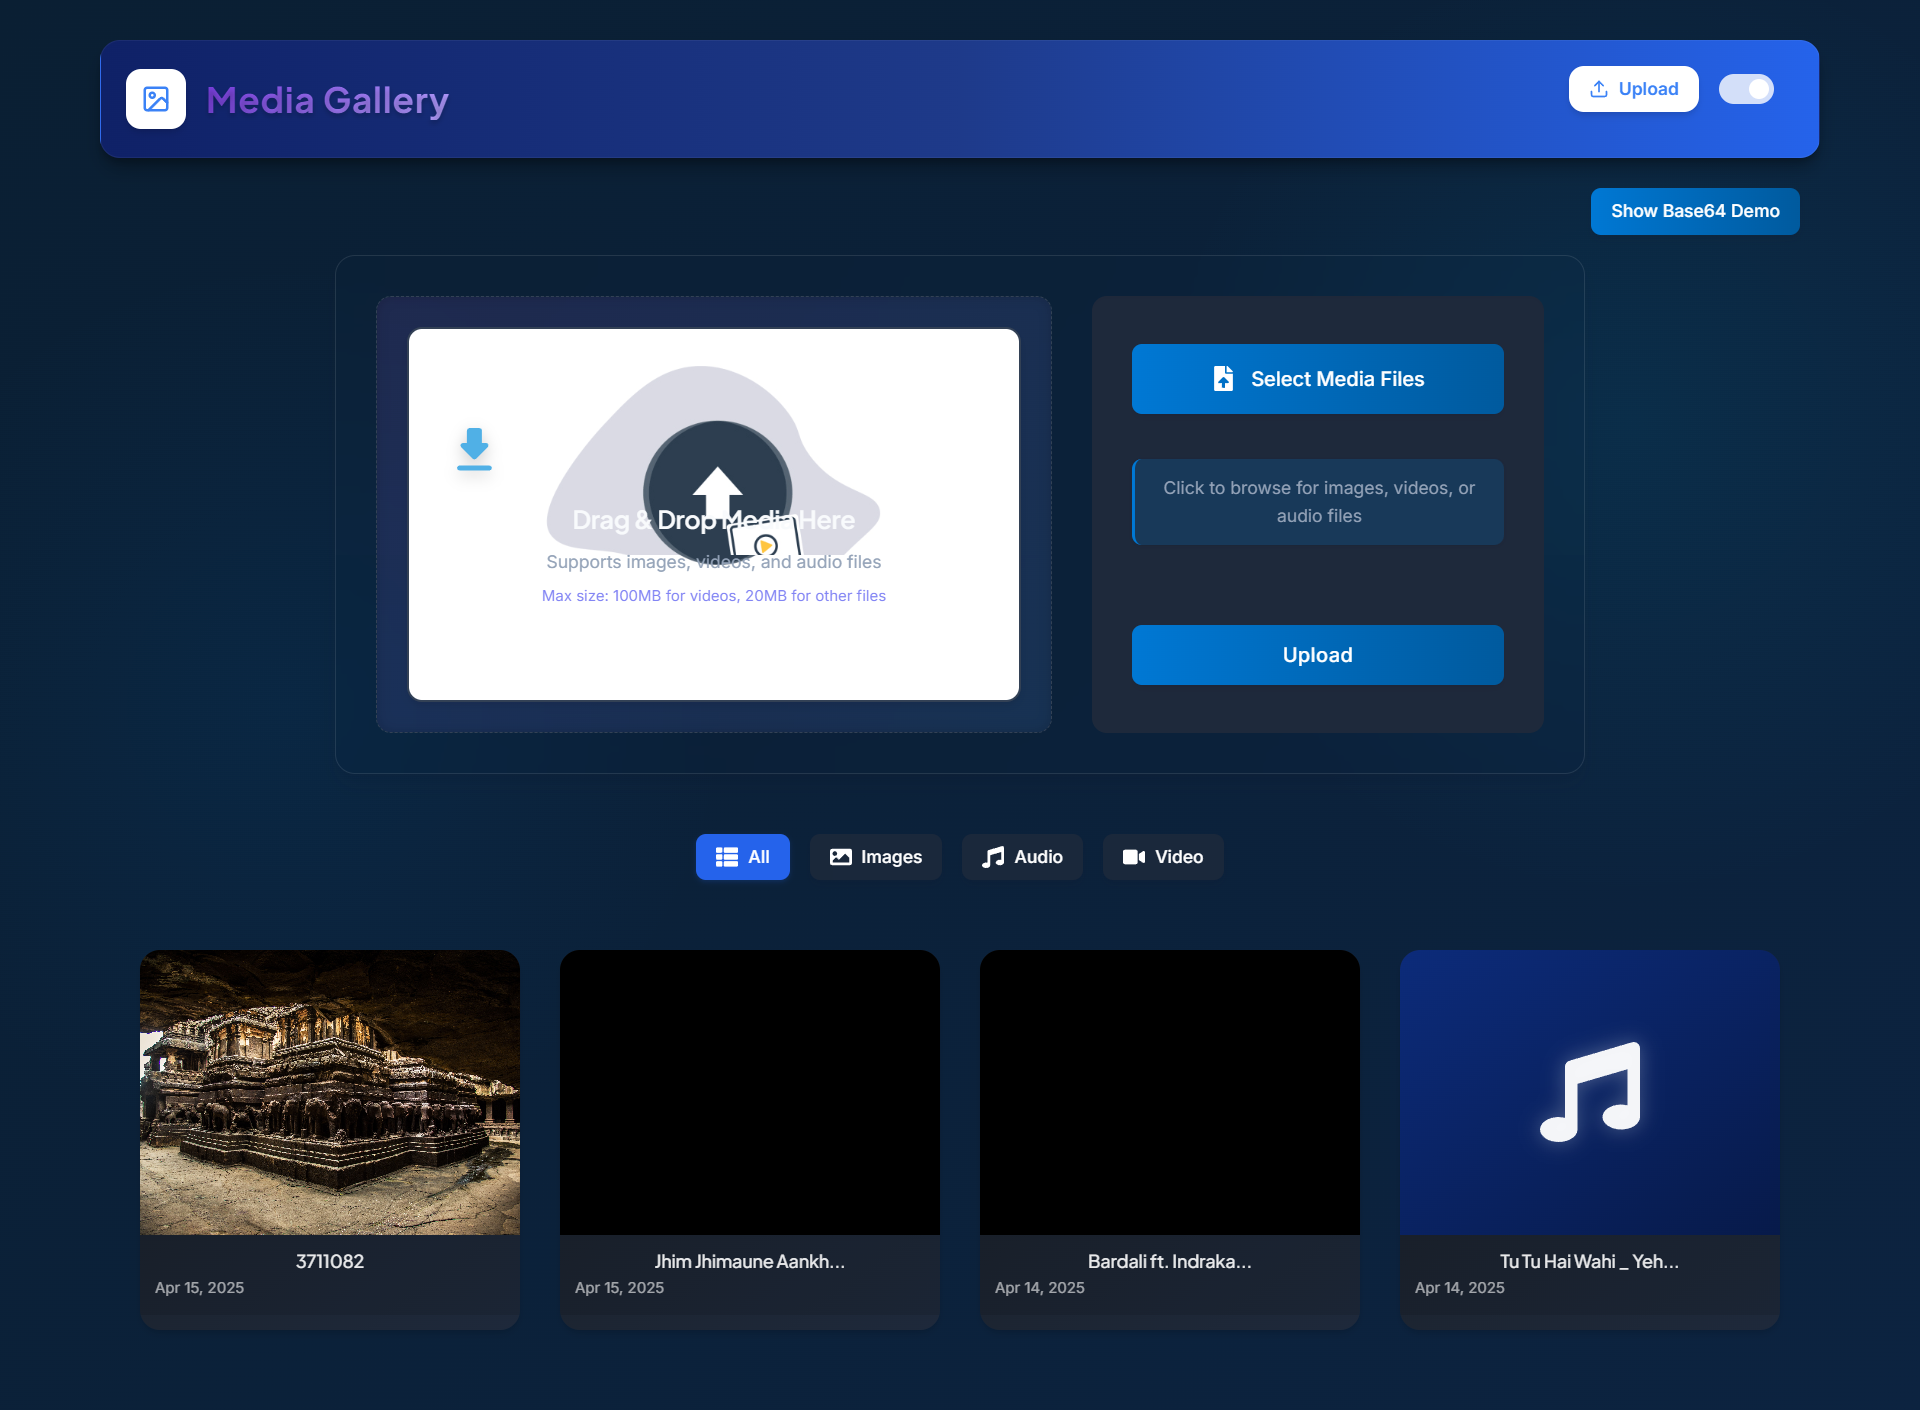 Media Gallery
Upload
Show Base64 Demo
Drag & Drop Media Here
Supports images, videos, and audio files
Max size: 100MB for videos, 20MB for other files
Select Media Files
Click to browse for images, videos, or
audio files
Upload
All
Images
Audio
Video
3711082
Apr 15, 2025
Jhim Jhimaune Aankh...
Apr 15, 2025
Bardali ft. Indraka...
Apr 14, 2025
Tu Tu Hai Wahi _ Yeh...
Apr 14, 2025